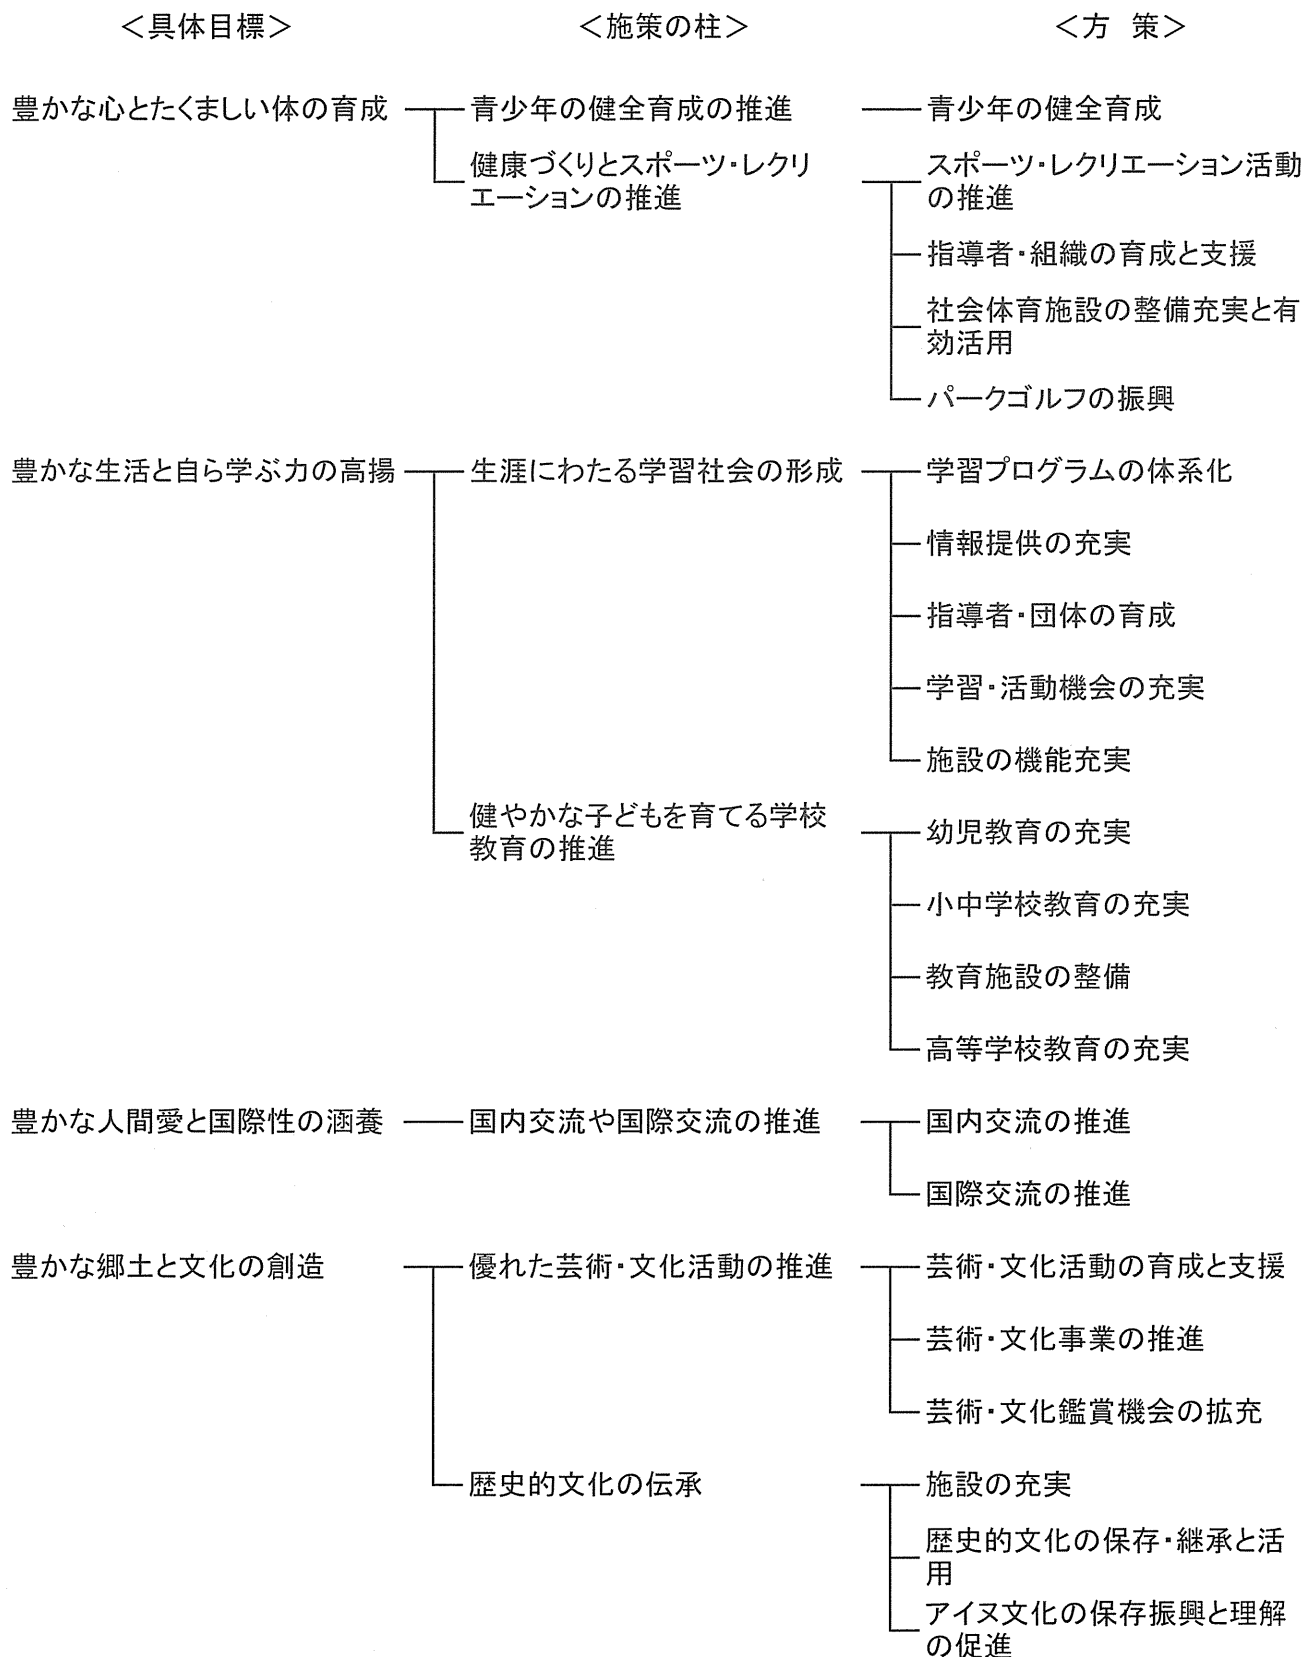 ＜具体目標＞ ＜施策の柱＞ ＜方 策＞
豊かな心とたくましい体の育成 青少年の健全育成の推進 青少年の健全育成
健康づくりとスポーツ・レクリ
エーションの推進
スポーツ・レクリエーション活動
の推進
指導者・組織の育成と支援
社会体育施設の整備充実と有
効活用
パークゴルフの振興
豊かな生活と自ら学ぶ力の高揚 生涯にわたる学習社会の形成 学習プログラムの体系化
情報提供の充実
指導者・団体の育成
学習・活動機会の充実
施設の機能充実
健やかな子どもを育てる学校
教育の推進
幼児教育の充実
小中学校教育の充実
教育施設の整備
高等学校教育の充実
豊かな人間愛と国際性の涵養 国内交流や国際交流の推進 国内交流の推進
国際交流の推進
豊かな郷土と文化の創造 優れた芸術・文化活動の推進 芸術・文化活動の育成と支援
芸術・文化事業の推進
芸術・文化鑑賞機会の拡充
歴史的文化の伝承 施設の充実
歴史的文化の保存・継承と活
用
アイヌ文化の保存振興と理解
の促進